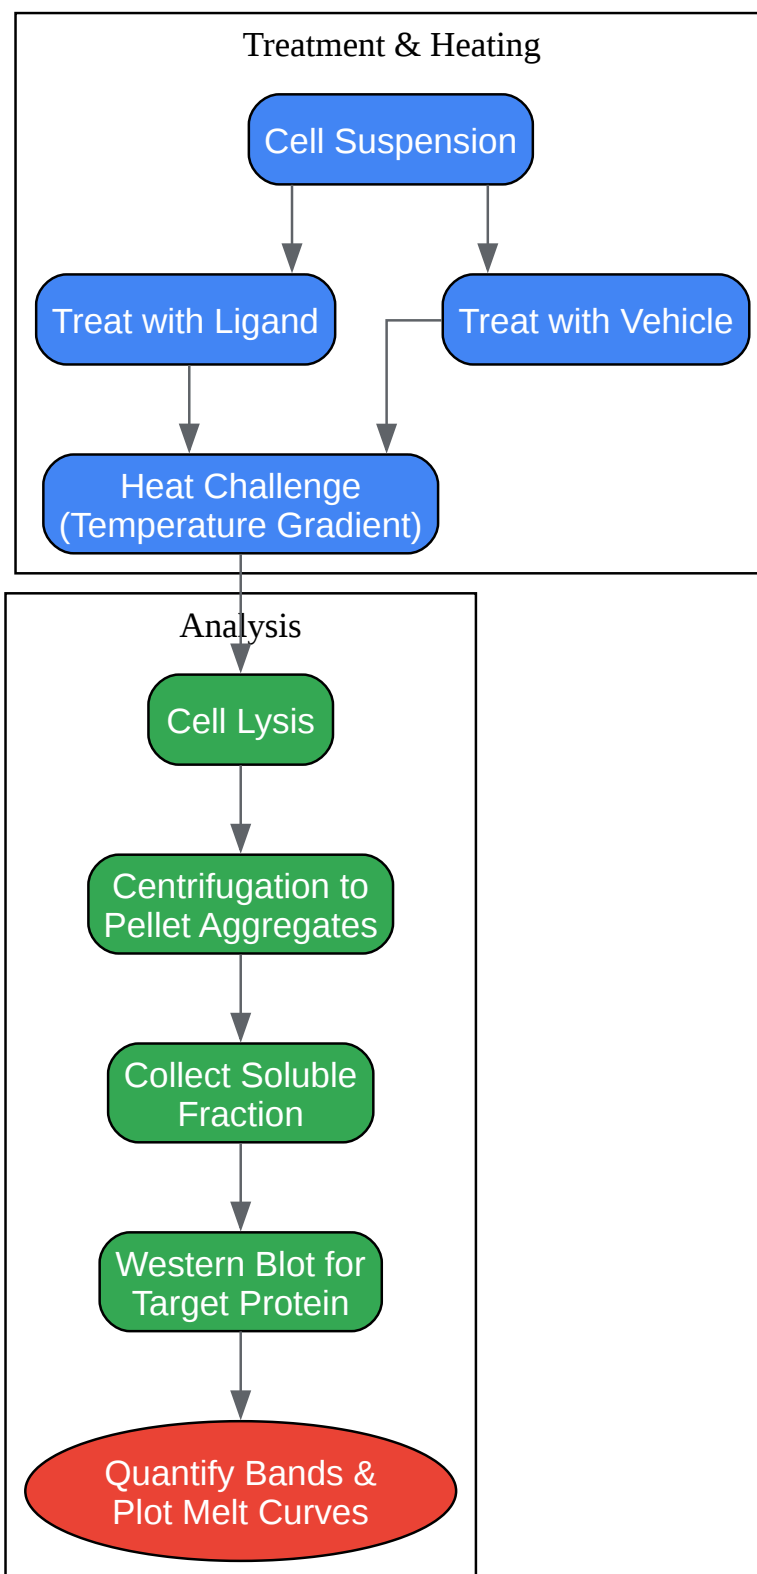 Treatment & Heating
Cell Suspension
Treat with Ligand
Treat with Vehicle
Heat Challenge
(Temperature Gradient)
Analysis
Cell Lysis
Centrifugation to
Pellet Aggregates
Collect Soluble
Fraction
Western Blot for
Target Protein
Quantify Bands &
Plot Melt Curves